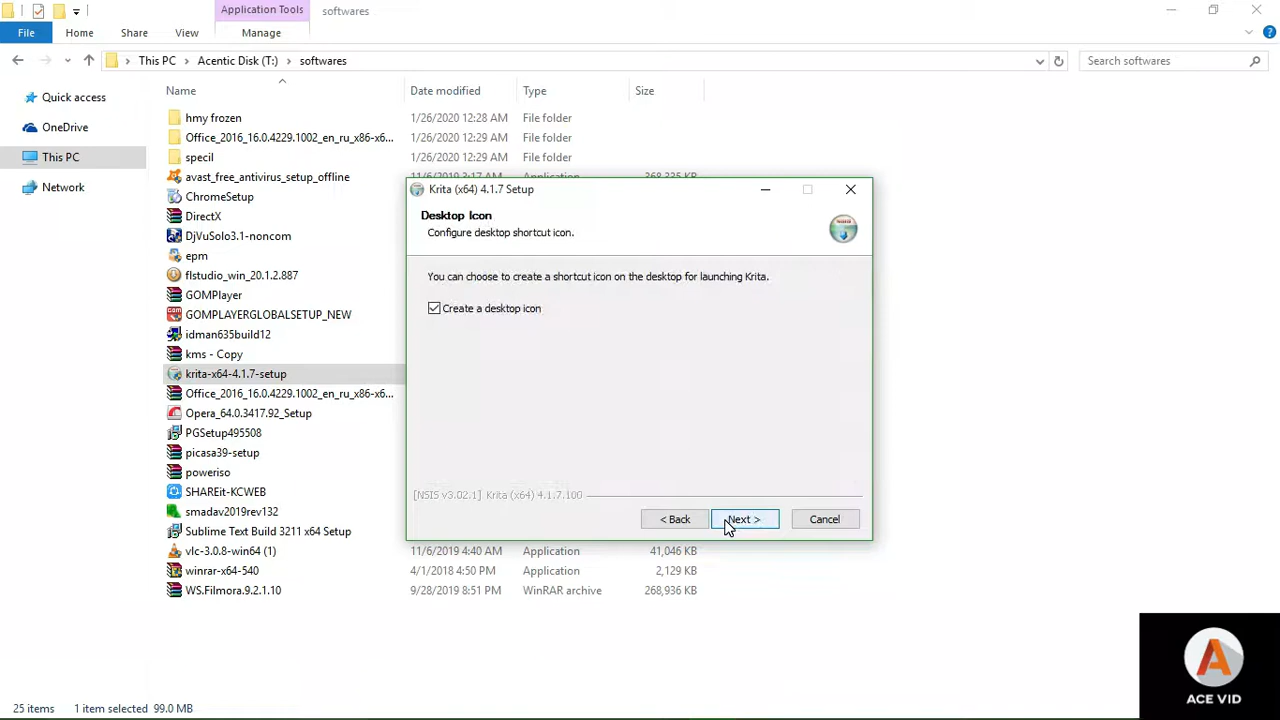 Application Tools
softwares
File
Home
Share
View
Manage
This PC
Acentic Disk (T:)
softwares
Search softwares
Name
Date modified
Type
Size
Quick access
OneDrive
This PC
Network
hmy frozen 1/26/2020 12:28 AM File folder
Office_2016_16.0.4229.1002_en_ru_x86-x6... 1/26/2020 12:29 AM File folder
specil 1/26/2020 12:29 AM File folder
avast_free_antivirus_setup_offline
ChromeSetup
DirectX
DjVuSolo3.1-noncom
epm
flstudio_win_20.1.2.887
GOMPlayer
GOMPLAYERGLOBALSETUP_NEW
idman635build12
kms - Copy
krita-x64-4.1.7-setup
Office_2016_16.0.4229.1002_en_ru_x86-x6...
Opera_64.0.3417.92_Setup
PGSetup495508
picasa39-setup
poweriso
SHAREit-KCWEB
smadav2019rev132
Sublime Text Build 3211 x64 Setup
vlc-3.0.8-win64 (1) 11/6/2019 4:40 AM Application 41,046 KB
winrar-x64-540 4/1/2018 4:50 PM Application 2,129 KB
WS.Filmora.9.2.1.10 9/28/2019 8:51 PM WinRAR archive 268,936 KB
Krita (x64) 4.1.7 Setup
Desktop Icon
Configure desktop shortcut icon.
You can choose to create a shortcut icon on the desktop for launching Krita.
Create a desktop icon
[NSIS v3.02.1] Krita (x64) 4.1.7.100
< Back
Next >
Cancel
25 items
1 item selected 99.0 MB
ACE VID